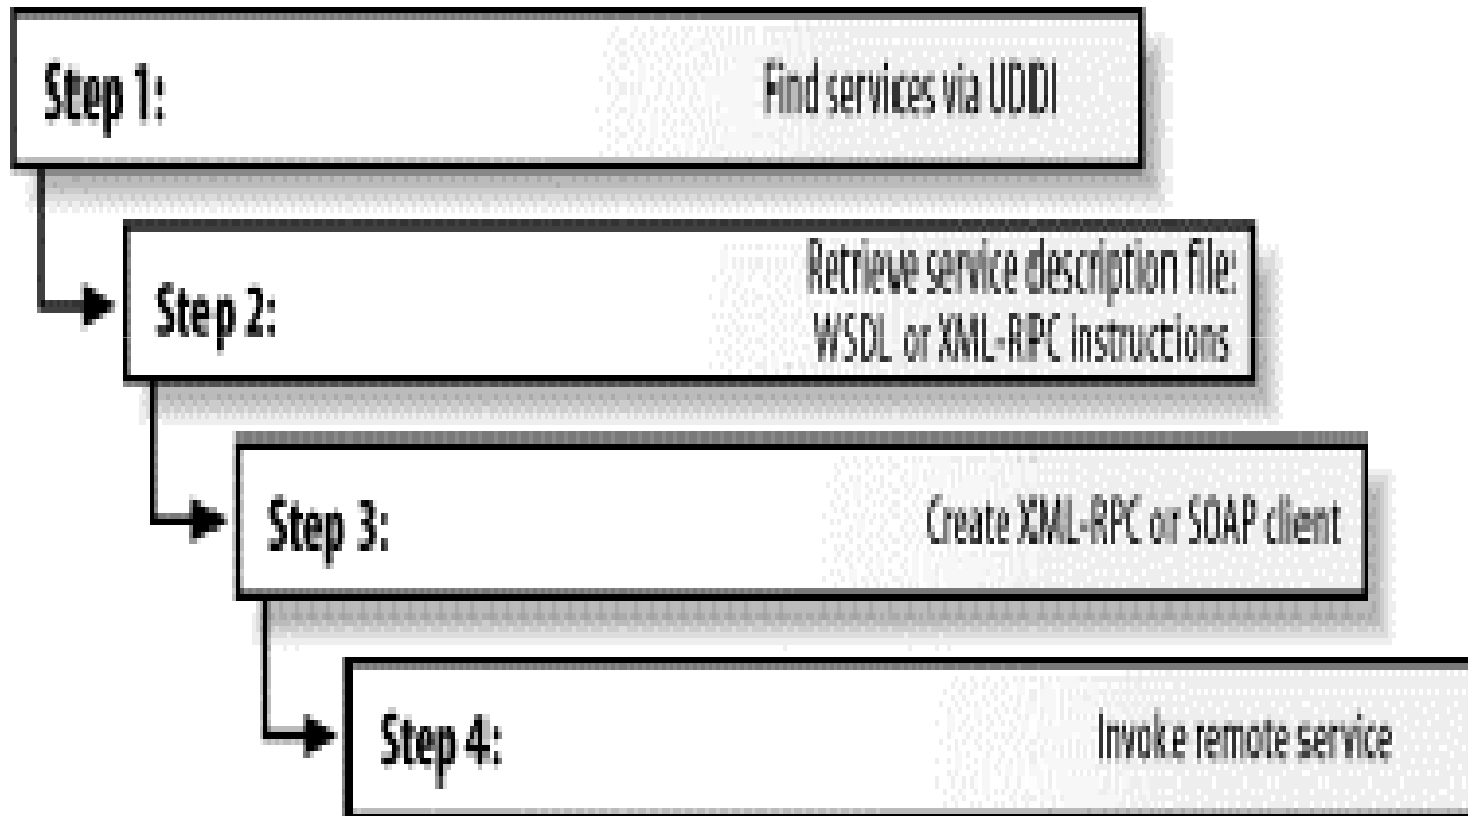 Step 1:
Find services via UDDI
Step 2:
Retrieve service description file:
WSDL or XML-RPC instructions
Step 3:
Create XML-RPC or SOAP client
Step 4:
Invoke remote service